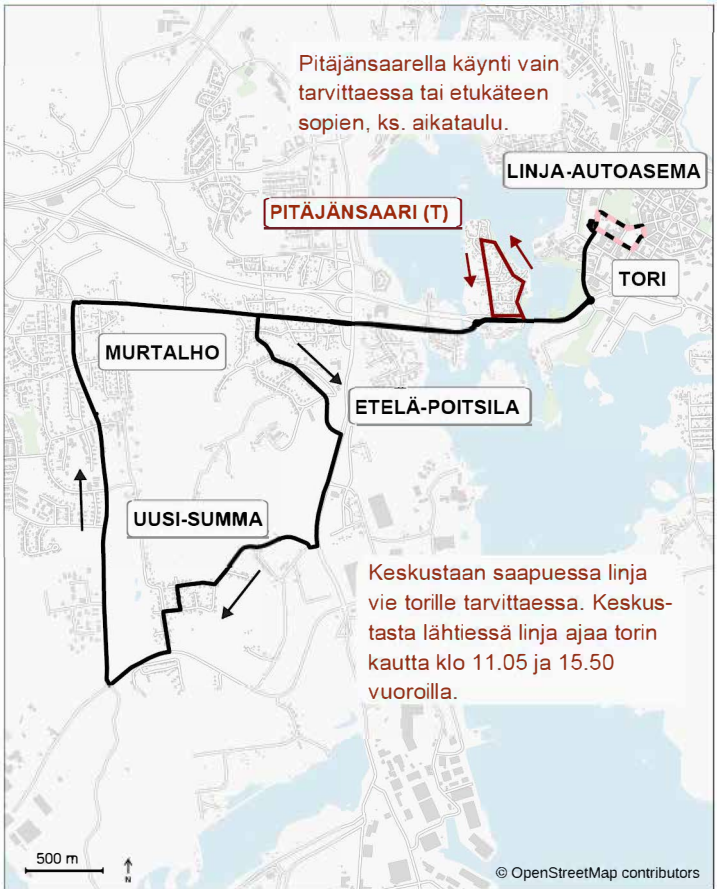 Pitäjänsaarella käynti vain
tarvittaessa tai etukäteen
sopien, ks. aikataulu.
LINJA-AUTOASEMA
PITÄJÄNSAARI (T)
TORI
MURTALHO
ETELÄ-POITSILA
UUSI-SUMMA
Keskustaan saapuessa linja
vie torille tarvittaessa. Keskus-
tasta lähtiessä linja ajaa torin
kautta klo 11.05 ja 15.50
vuoroilla.
500 m
N
© OpenStreetMap contributors